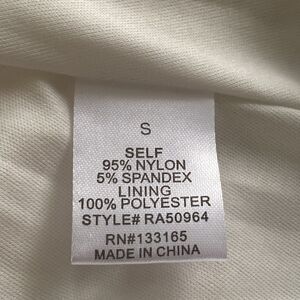 S
SELF
95% NYLON
5% SPANDEX
LINING
100% POLYESTER
STYLE# RA50964
RN#133165
MADE IN CHINA